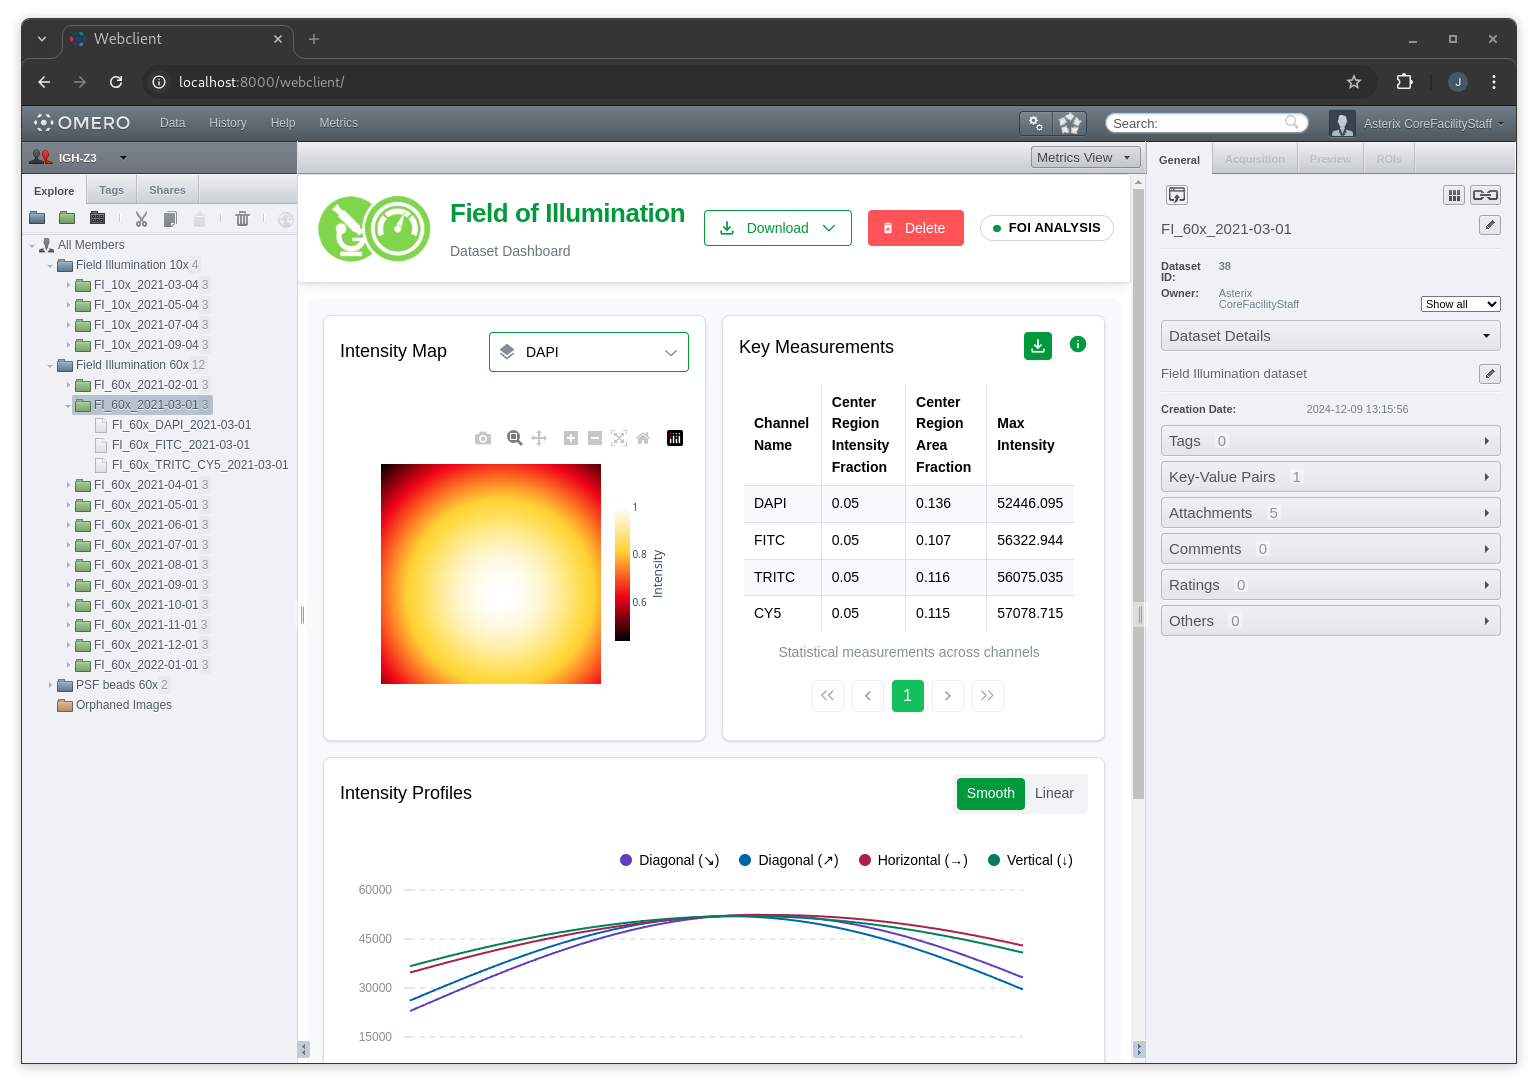 Webclient
localhost:8000/webclient/
J
OMERO
Data
History
Help
Metrics
Search:
Asterix CoreFacilityStaff
IGH-Z3
Explore
Tags
Shares
All Members
Field Illumination 10x 4
FI_10x_2021-03-04 3
FI_10x_2021-05-04 3
FI_10x_2021-07-04 3
FI_10x_2021-09-04 3
Field Illumination 60x 12
FI_60x_2021-02-01 3
FI_60x_2021-03-01 3
FI_60x_DAPI_2021-03-01
FI_60x_FITC_2021-03-01
FI_60x_TRITC_CY5_2021-03-01
FI_60x_2021-04-01 3
FI_60x_2021-05-01 3
FI_60x_2021-06-01 3
FI_60x_2021-07-01 3
FI_60x_2021-08-01 3
FI_60x_2021-09-01 3
FI_60x_2021-10-01 3
FI_60x_2021-11-01 3
FI_60x_2021-12-01 3
FI_60x_2022-01-01 3
PSF beads 60x 2
Orphaned Images
Metrics View
Field of Illumination
Dataset Dashboard
Download
Delete
FOI ANALYSIS
Intensity Map
DAPI
1
0.8
0.6
Intensity
Key Measurements
Channel Name
Center Region Intensity Fraction
Center Region Area Fraction
Max Intensity
DAPI 0.05 0.136 52446.095
FITC 0.05 0.107 56322.944
TRITC 0.05 0.116 56075.035
CY5 0.05 0.115 57078.715
Statistical measurements across channels
<< < 1 > >>
Intensity Profiles
Smooth
Linear
Diagonal (↘)
Diagonal (↗)
Horizontal (→)
Vertical (↓)
60000
45000
30000
15000
General
Acquisition
Preview
ROIs
FI_60x_2021-03-01
Dataset ID: 38
Owner: Asterix CoreFacilityStaff
Show all
Dataset Details
Field Illumination dataset
Creation Date: 2024-12-09 13:15:56
Tags 0
Key-Value Pairs 1
Attachments 5
Comments 0
Ratings 0
Others 0